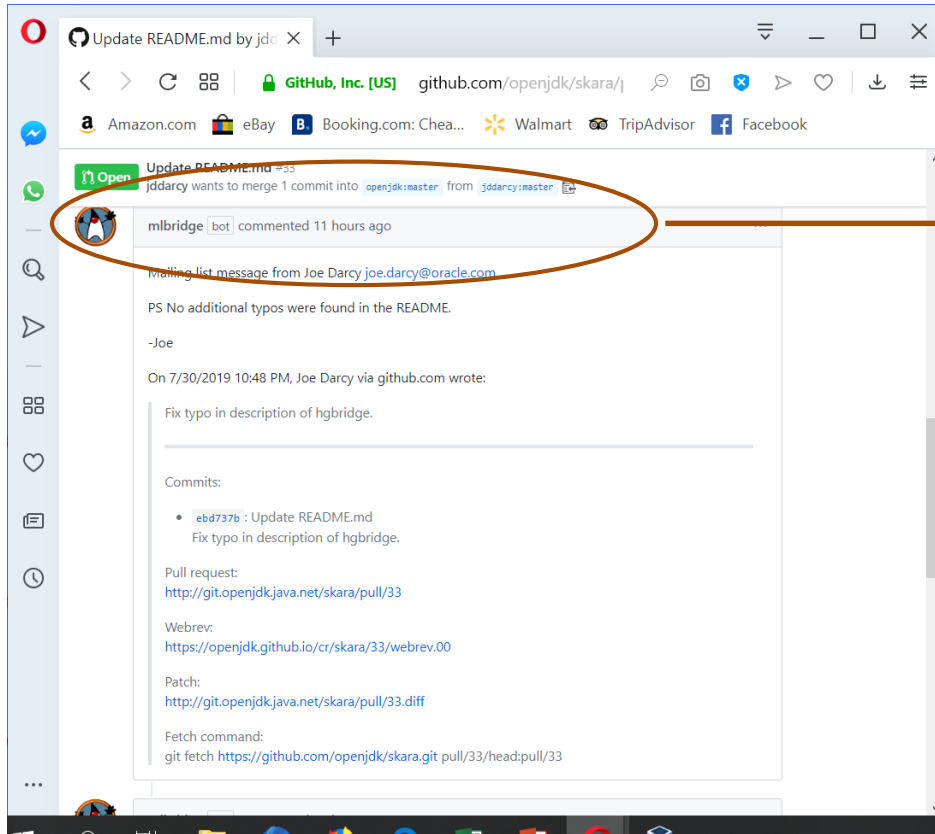 Update README.md by jdd
GitHub, Inc. [US] github.com/openjdk/skara/p
a Amazon.com eBay B. Booking.com: Chea... Walmart TripAdvisor f Facebook
Open
Update README.md #33
jddarcy wants to merge 1 commit into openjdk:master from jddarcy:master
mlbridge bot commented 11 hours ago
Mailing list message from Joe Darcy joe.darcy@oracle.com
PS No additional typos were found in the README.
-Joe
On 7/30/2019 10:48 PM, Joe Darcy via github.com wrote:
Fix typo in description of hgbridge.
Commits:
• ebd737b : Update README.md
Fix typo in description of hgbridge.
Pull request:
http://git.openjdk.java.net/skara/pull/33
Webrev:
https://openjdk.github.io/cr/skara/33/webrev.00
Patch:
http://git.openjdk.java.net/skara/pull/33.diff
Fetch command:
git fetch https://github.com/openjdk/skara.git pull/33/head:pull/33